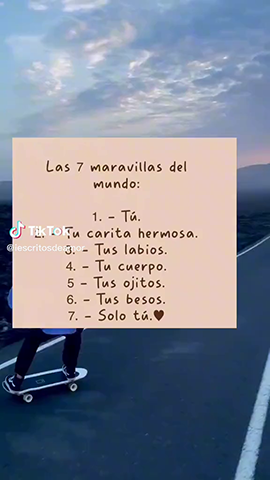 Las 7 maravillas del
mundo:
1. - Tú.
2. - Tu carita hermosa.
3. - Tus labios.
4. - Tu cuerpo.
5 - Tus ojitos.
6. - Tus besos.
7. - Solo tú.♥
TikTok